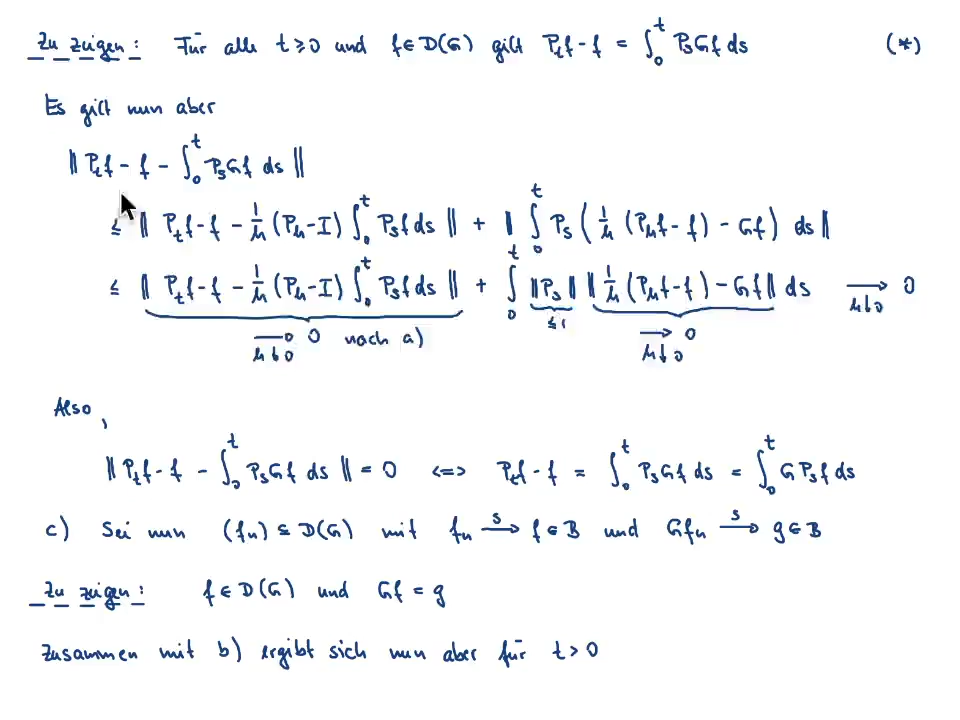 Zu zeigen: Für alle t ≥ 0 und f ∈ D(G) gilt P_t f - f = ∫_0^t P_s G f ds (*)
Es gilt nun aber
‖ P_t f - f - ∫_0^t P_s G f ds ‖
≤ ‖ P_t f - f - 1/h (P_h - I) ∫_0^t P_s f ds ‖ + ‖ ∫_0^t P_s ( 1/h (P_h f - f) - G f ) ds ‖
≤ ‖ P_t f - f - 1/h (P_h - I) ∫_0^t P_s f ds ‖ + ∫_0^t ‖ P_s ‖ ‖ 1/h (P_h f - f) - G f ‖ ds ⟶_{h↓0} 0
⟶_{h↓0} 0 nach a) ≤ 1 ⟶_{h↓0} 0
Also,
‖ P_t f - f - ∫_0^t P_s G f ds ‖ = 0 <=> P_t f - f = ∫_0^t P_s G f ds = ∫_0^t G P_s f ds
c) Sei nun (f_n) ⊆ D(G) mit f_n ⟶^s f ∈ B und G f_n ⟶^s g ∈ B
Zu zeigen: f ∈ D(G) und G f = g
Zusammen mit b) ergibt sich nun aber für t > 0